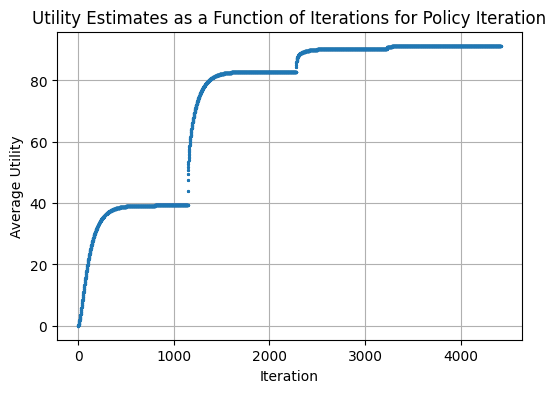 Utility Estimates as a Function of Iterations for Policy Iteration
Average Utility
80
60
40
20
0
0 1000 2000 3000 4000
Iteration